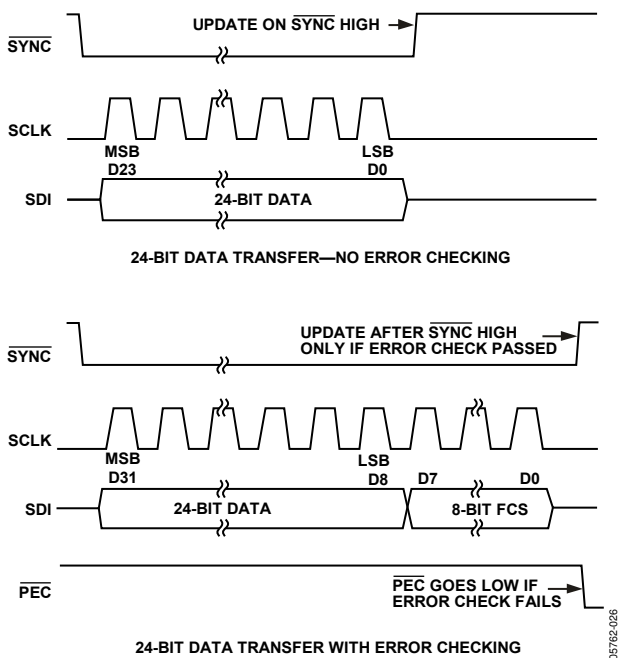 UPDATE ON SYNC HIGH
SYNC
SCLK
MSB LSB
D23 D0
SDI 24-BIT DATA
24-BIT DATA TRANSFER—NO ERROR CHECKING
UPDATE AFTER SYNC HIGH
ONLY IF ERROR CHECK PASSED
SYNC
SCLK
MSB LSB
D31 D8 D7 D0
SDI 24-BIT DATA 8-BIT FCS
PEC GOES LOW IF
ERROR CHECK FAILS
PEC
24-BIT DATA TRANSFER WITH ERROR CHECKING
05762-026